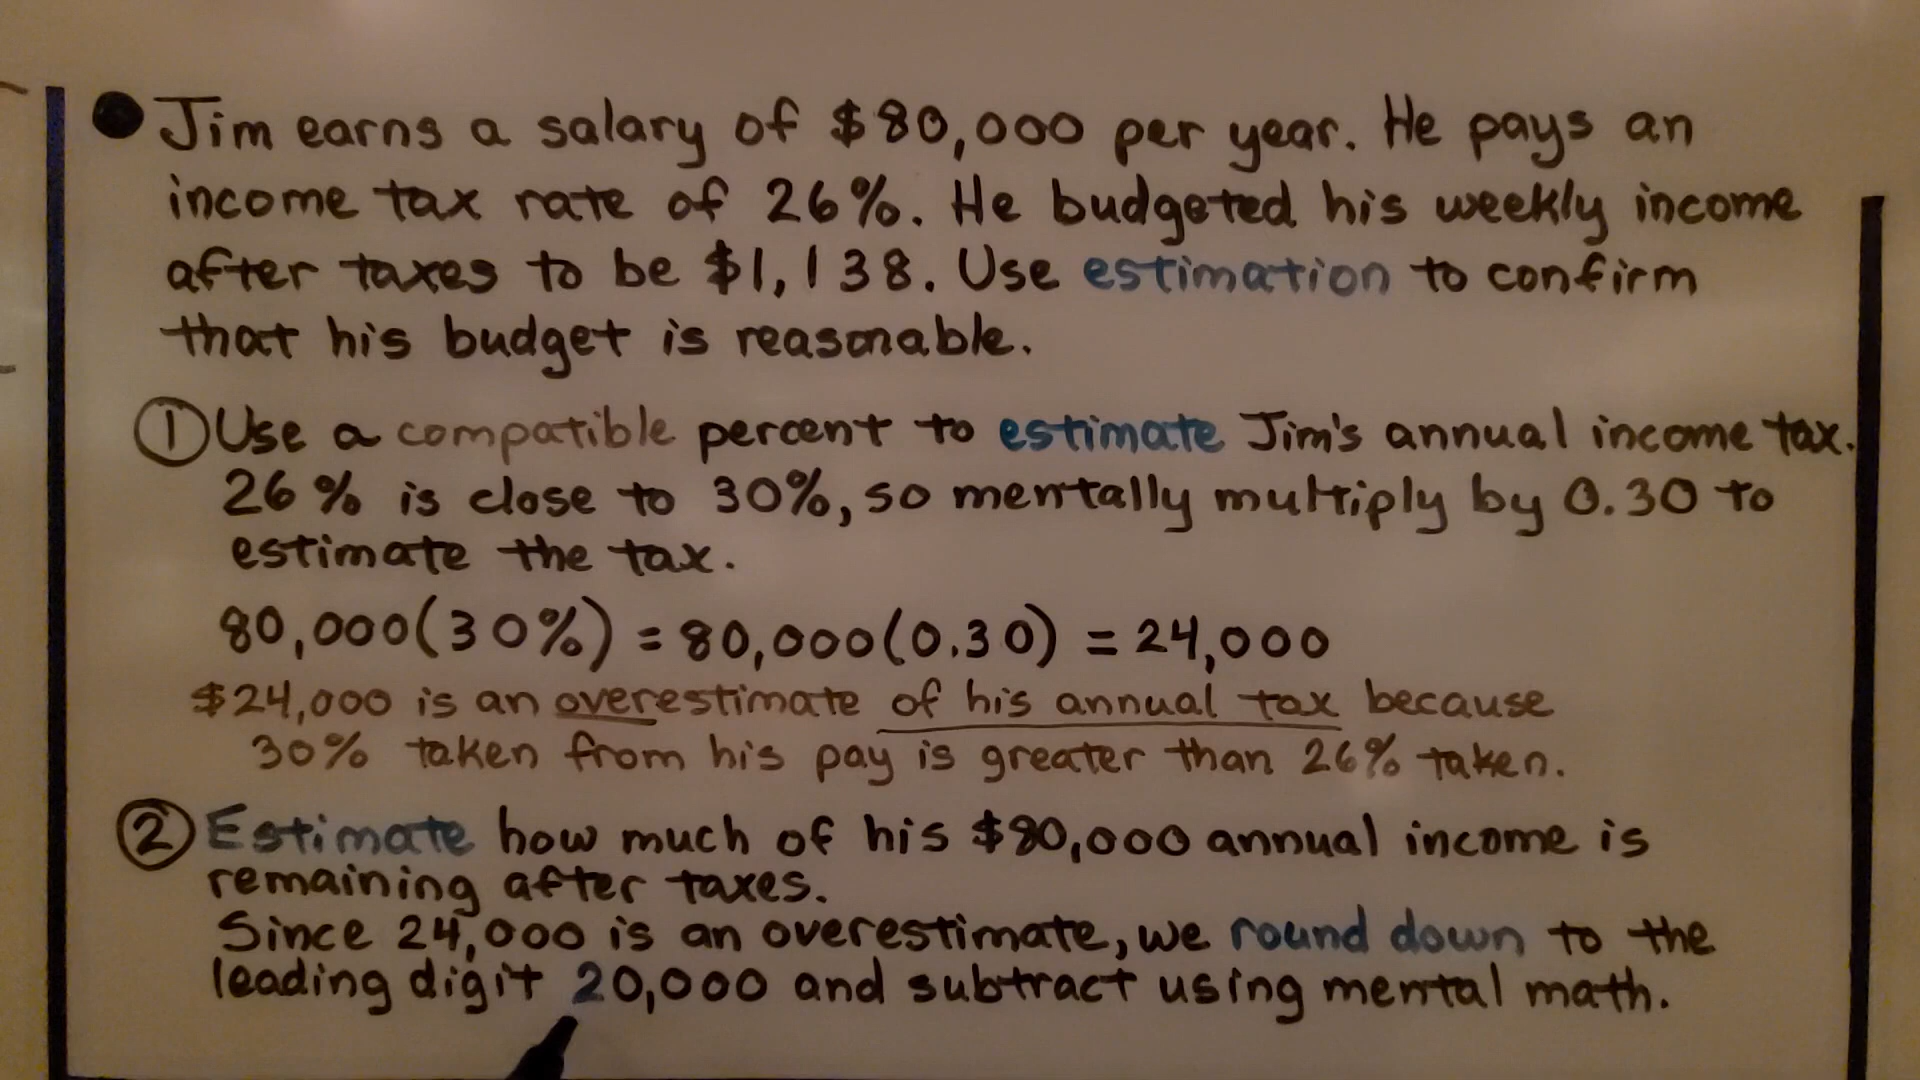 Jim earns a salary of $80,000 per year. He pays an
income tax rate of 26%. He budgeted his weekly income
after taxes to be $1,138. Use estimation to confirm
that his budget is reasonable.
① Use a compatible percent to estimate Jim's annual income tax.
26% is close to 30%, so mentally multiply by 0.30 to
estimate the tax.
80,000(30%) = 80,000(0.30) = 24,000
$24,000 is an overestimate of his annual tax because
30% taken from his pay is greater than 26% taken.
② Estimate how much of his $80,000 annual income is
remaining after taxes.
Since 24,000 is an overestimate, we round down to the
leading digit 20,000 and subtract using mental math.